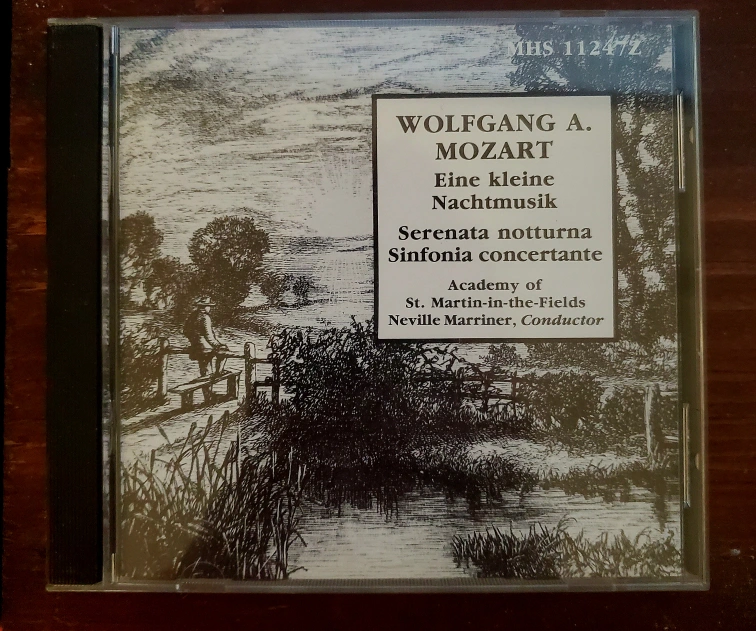 MHS 11247Z
WOLFGANG A.
MOZART
Eine kleine
Nachtmusik
Serenata notturna
Sinfonia concertante
Academy of
St. Martin-in-the-Fields
Neville Marriner, Conductor